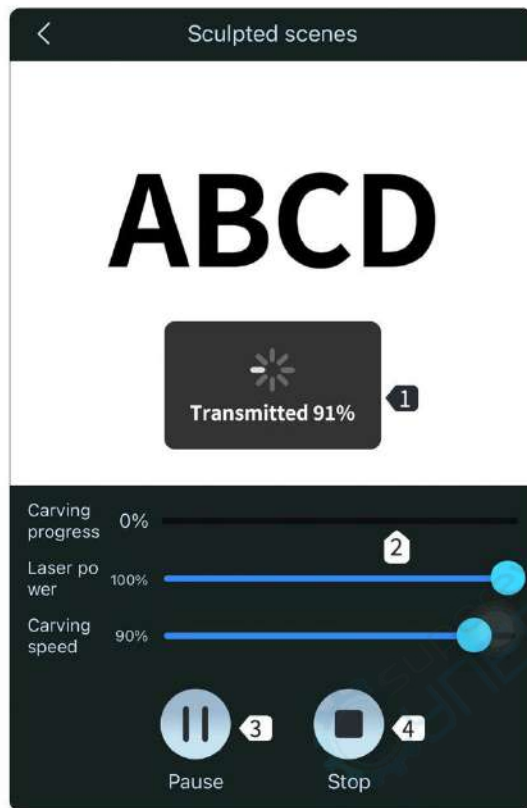 Sculpted scenes
ABCD
Transmitted 91%
1
Carving
progress 0%
2
Laser po
wer 100%
Carving
speed 90%
3
4
Pause Stop